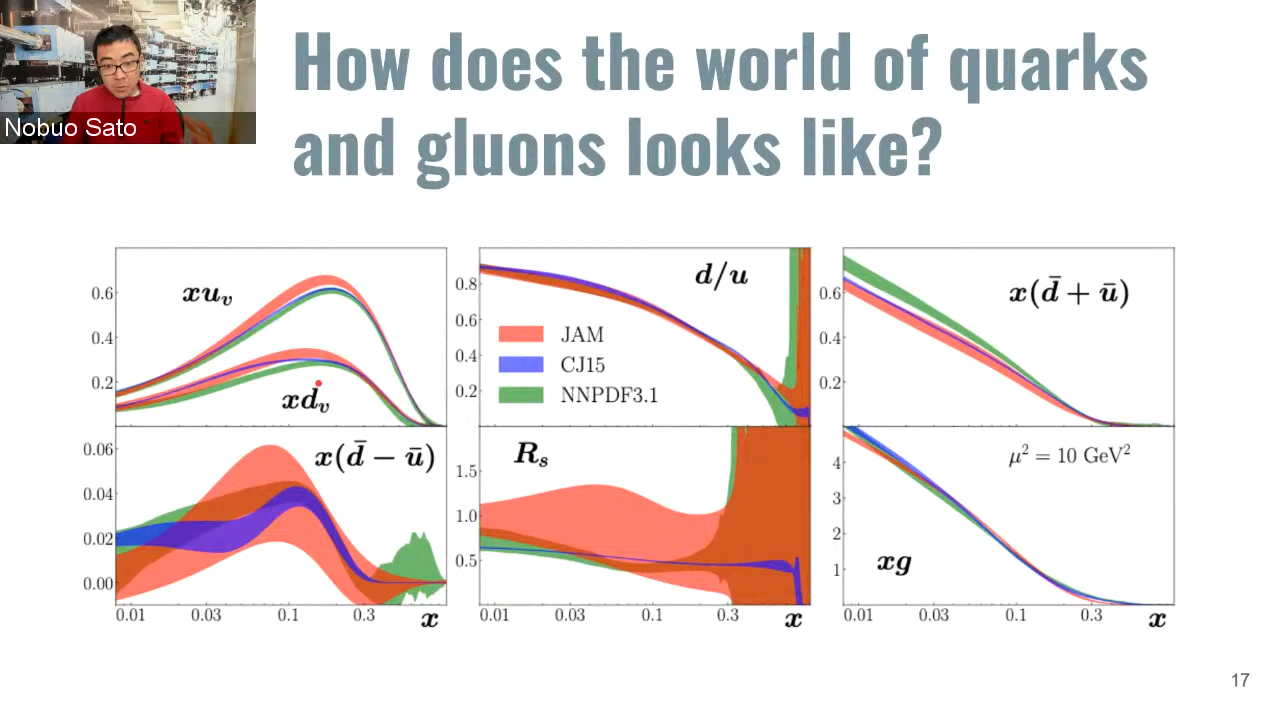 Nobuo Sato
How does the world of quarks
and gluons looks like?
xu_v
xd_v
0.6
0.4
0.2
d/u
0.8
0.6
0.4
0.2
JAM
CJ15
NNPDF3.1
x(d̄ + ū)
0.6
0.4
0.2
x(d̄ − ū)
0.06
0.04
0.02
0.00
0.01 0.03 0.1 0.3 x
R_s
1.5
1.0
0.5
0.01 0.03 0.1 0.3 x
μ² = 10 GeV²
4
3
2
1
xg
0.01 0.03 0.1 0.3 x
17